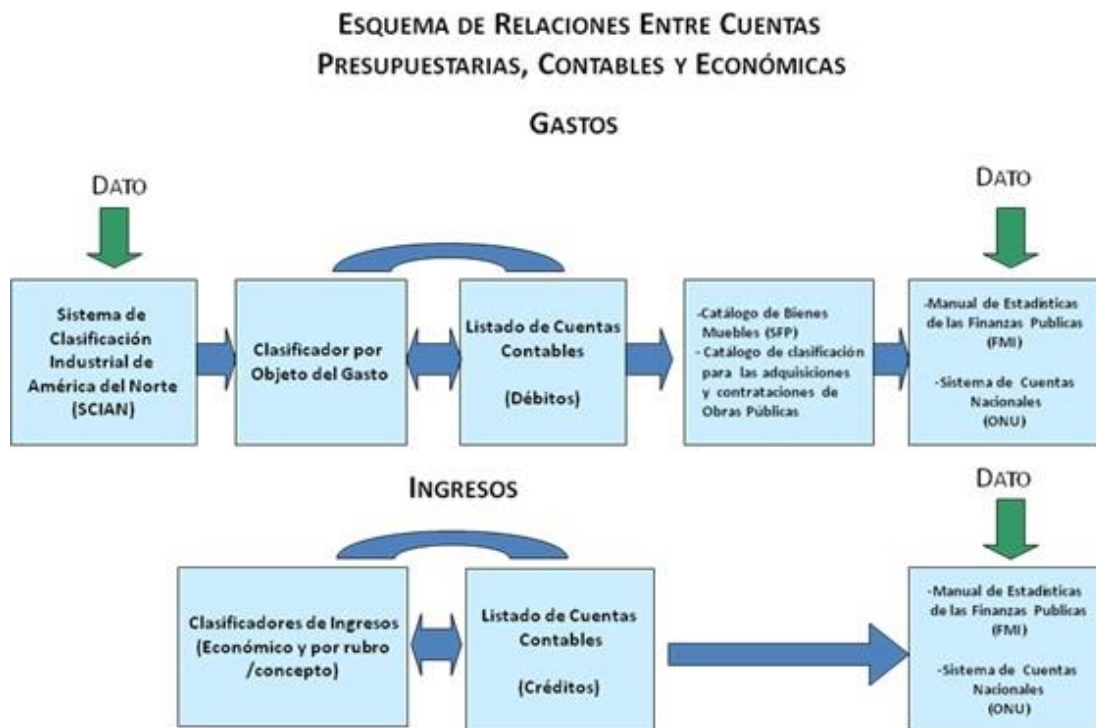 ESQUEMA DE RELACIONES ENTRE CUENTAS
PRESUPUESTARIAS, CONTABLES Y ECONÓMICAS
GASTOS
DATO
DATO
Sistema de
Clasificación
Industrial de
América del Norte
(SCIAN)
Clasificador por
Objeto del Gasto
Listado de Cuentas
Contables
(Débitos)
-Catálogo de Bienes
Muebles (SFP)
- Catálogo de clasificación
para las adquisiciones
y contrataciones de
Obras Públicas
-Manual de Estadísticas
de las Finanzas Publicas
(FMI)
-Sistema de Cuentas
Nacionales
(ONU)
INGRESOS
DATO
Clasificadores de Ingresos
(Económico y por rubro
/concepto)
Listado de Cuentas
Contables
(Créditos)
-Manual de Estadísticas
de las Finanzas Publicas
(FMI)
-Sistema de Cuentas
Nacionales
(ONU)